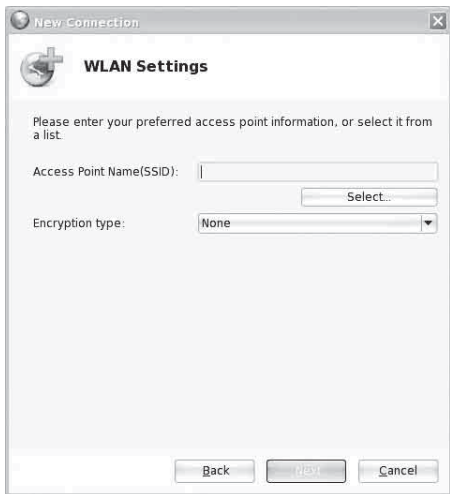 New Connection
WLAN Settings
Please enter your preferred access point information, or select it from
a list.
Access Point Name(SSID):
Select...
Encryption type:
None
Back
Next
Cancel